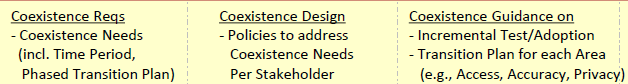 Coexistence Reqs
- Coexistence Needs
(incl. Time Period,
Phased Transition Plan)
Coexistence Design
- Policies to address
Coexistence Needs
Per Stakeholder
Coexistence Guidance on
- Incremental Test/Adoption
- Transition Plan for each Area
(e.g., Access, Accuracy, Privacy)